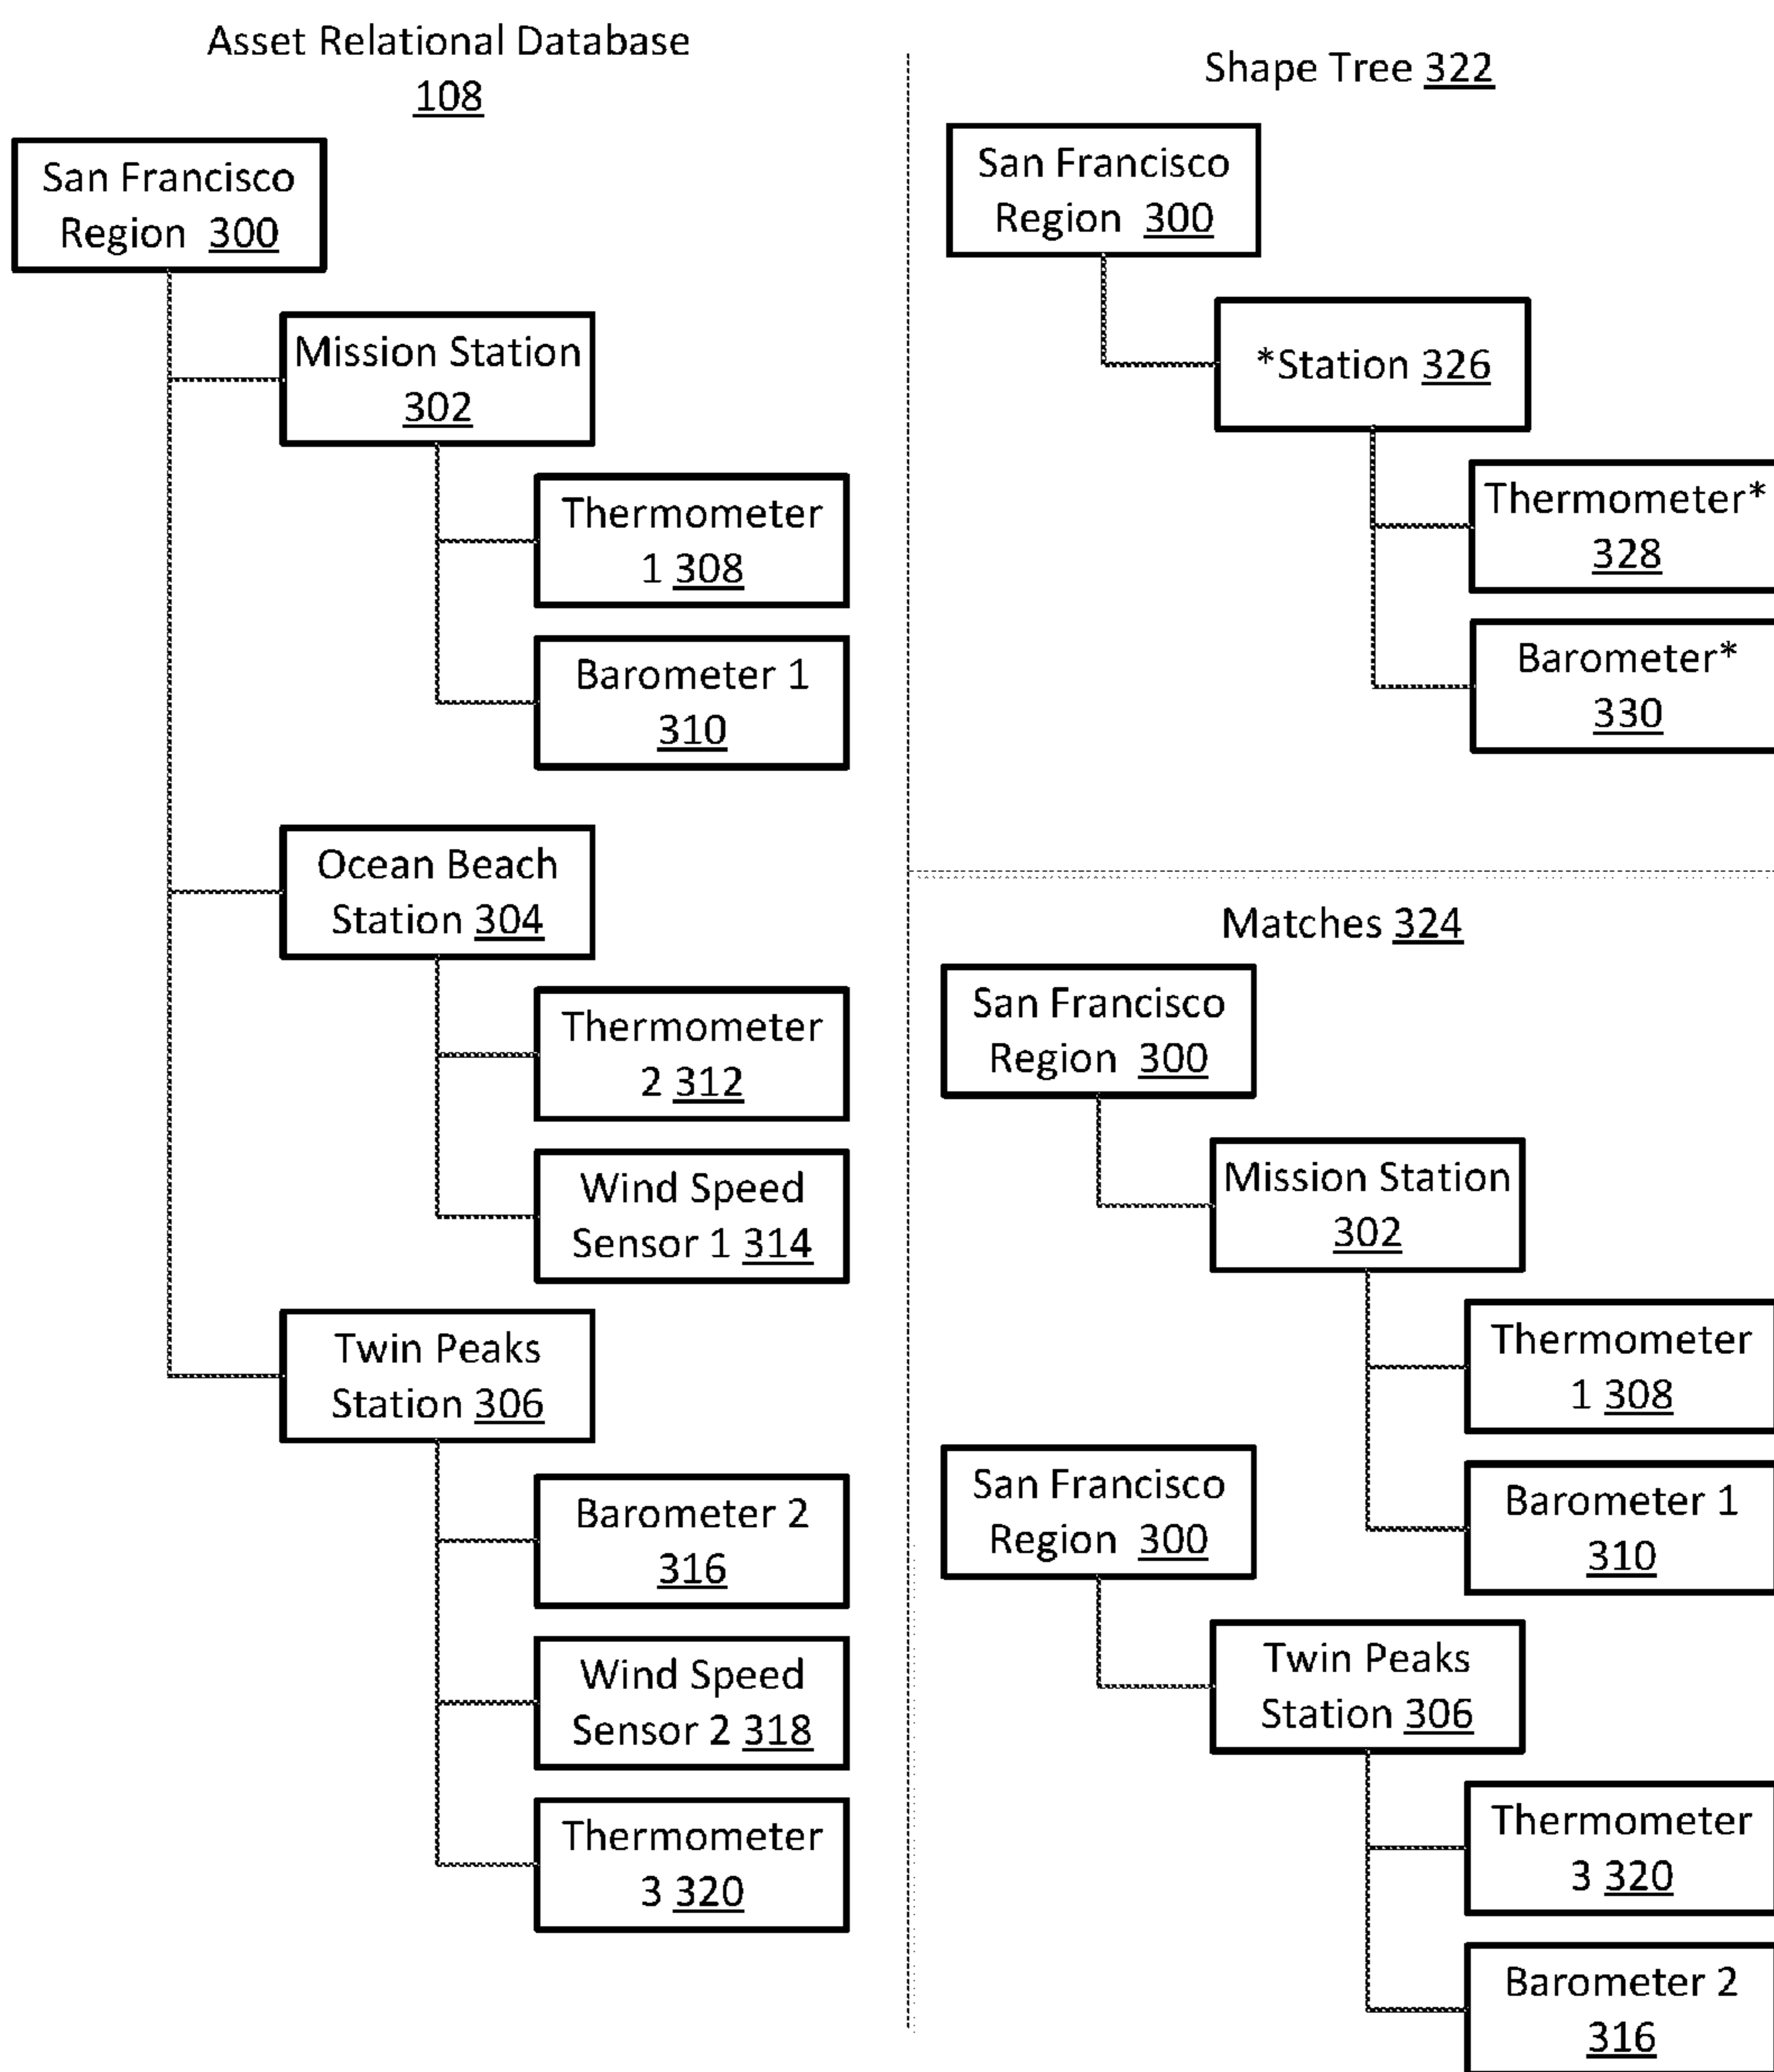 Asset Relational Database
108
San Francisco
Region 300
Mission Station
302
Thermometer
1 308
Barometer 1
310
Ocean Beach
Station 304
Thermometer
2 312
Wind Speed
Sensor 1 314
Twin Peaks
Station 306
Barometer 2
316
Wind Speed
Sensor 2 318
Thermometer
3 320
Shape Tree 322
San Francisco
Region 300
*Station 326
Thermometer*
328
Barometer*
330
Matches 324
San Francisco
Region 300
Mission Station
302
Thermometer
1 308
Barometer 1
310
San Francisco
Region 300
Twin Peaks
Station 306
Thermometer
3 320
Barometer 2
316